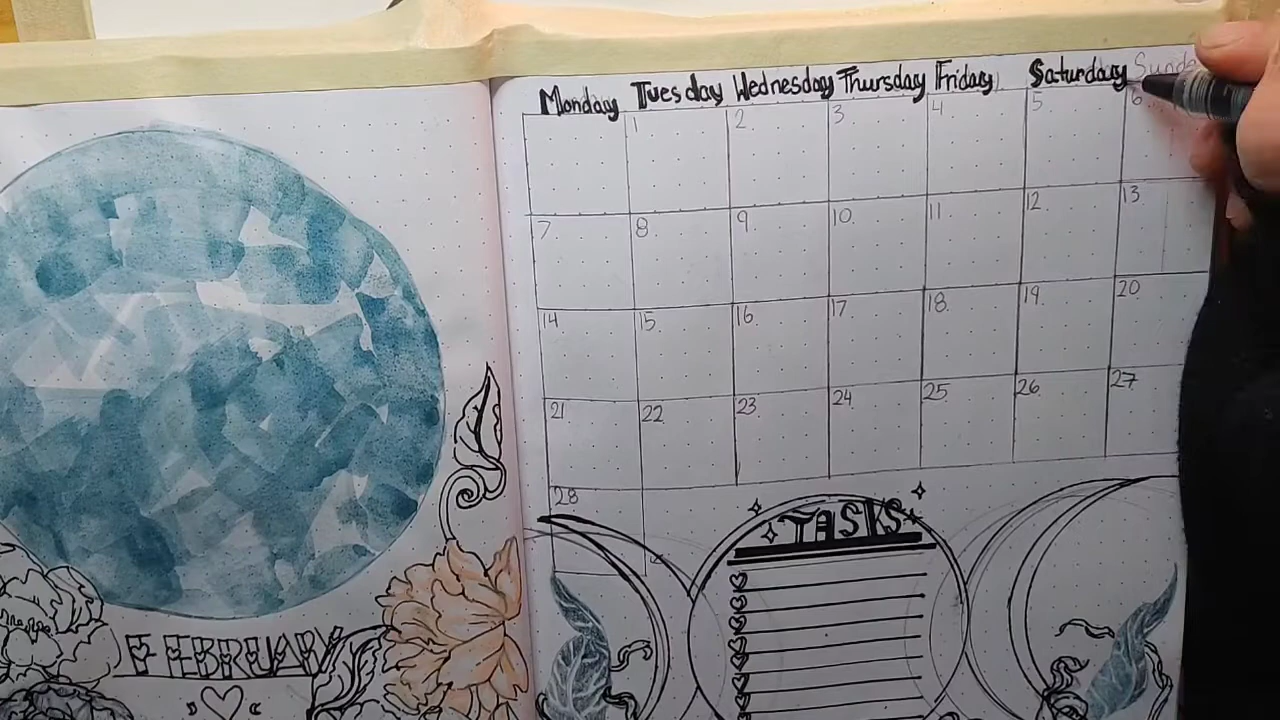 Monday Tuesday Wednesday Thursday Friday Saturday
1 2 3 4 5 6
7 8 9 10 11 12 13
14 15 16 17 18 19 20
21 22 23 24 25 26 27
28
TASKS
FEBRUARY